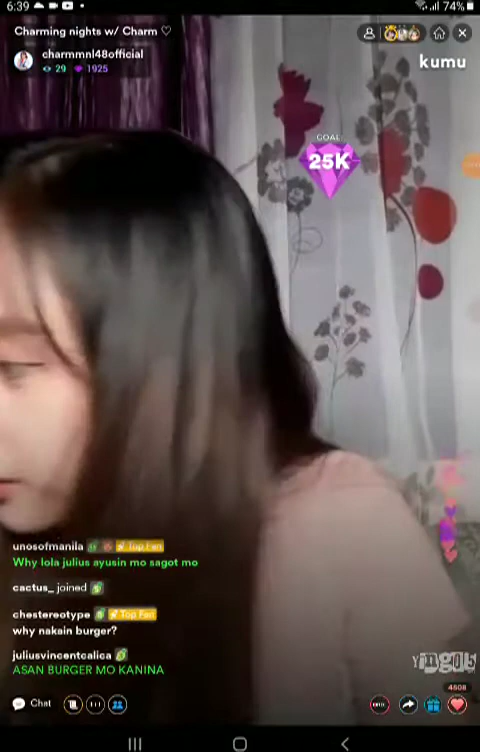 6:39
74%
Charming nights w/ Charm ♡
charmmnl48official
29 1925
kumu
GOAL:
25K
unosofmanila Top Fan
Why lola julius ayusin mo sagot mo
cactus_ joined
chestereotype Top Fan
why nakain burger?
juliusvincentcalica
ASAN BURGER MO KANINA
4508
Chat